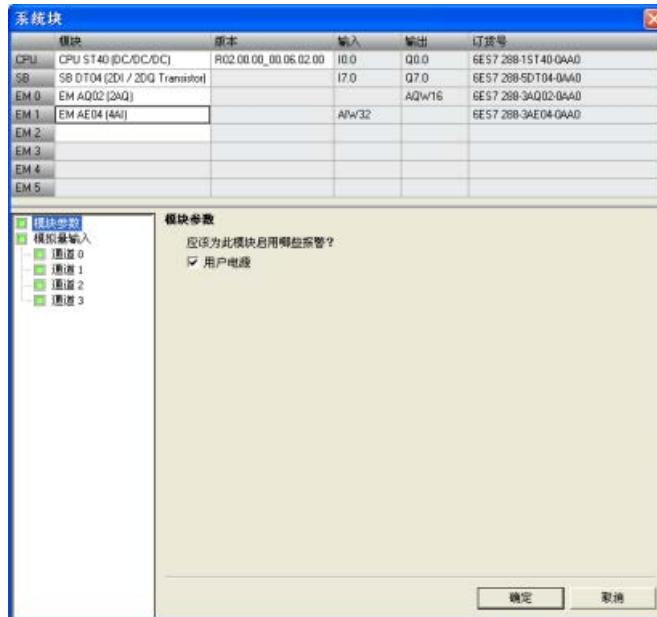 系统块
模块 版本 输入 输出 订货号
CPU CPU ST40 (DC/DC/DC) R02.00.00_00.06.02.00 I0.0 Q0.0 6ES7 288-1ST40-0AA0
SB SB DT04 (2DI / 2DQ Transistor) I7.0 Q7.0 6ES7 288-5DT04-0AA0
EM 0 EM AQ02 (2AQ) AQW16 6ES7 288-3AQ02-0AA0
EM 1 EM AE04 (4AI) AIW32 6ES7 288-3AE04-0AA0
EM 2
EM 3
EM 4
EM 5
模块参数
模拟量输入
通道 0
通道 1
通道 2
通道 3
模块参数
应该为此模块启用哪些报警？
用户电源
确定 取消